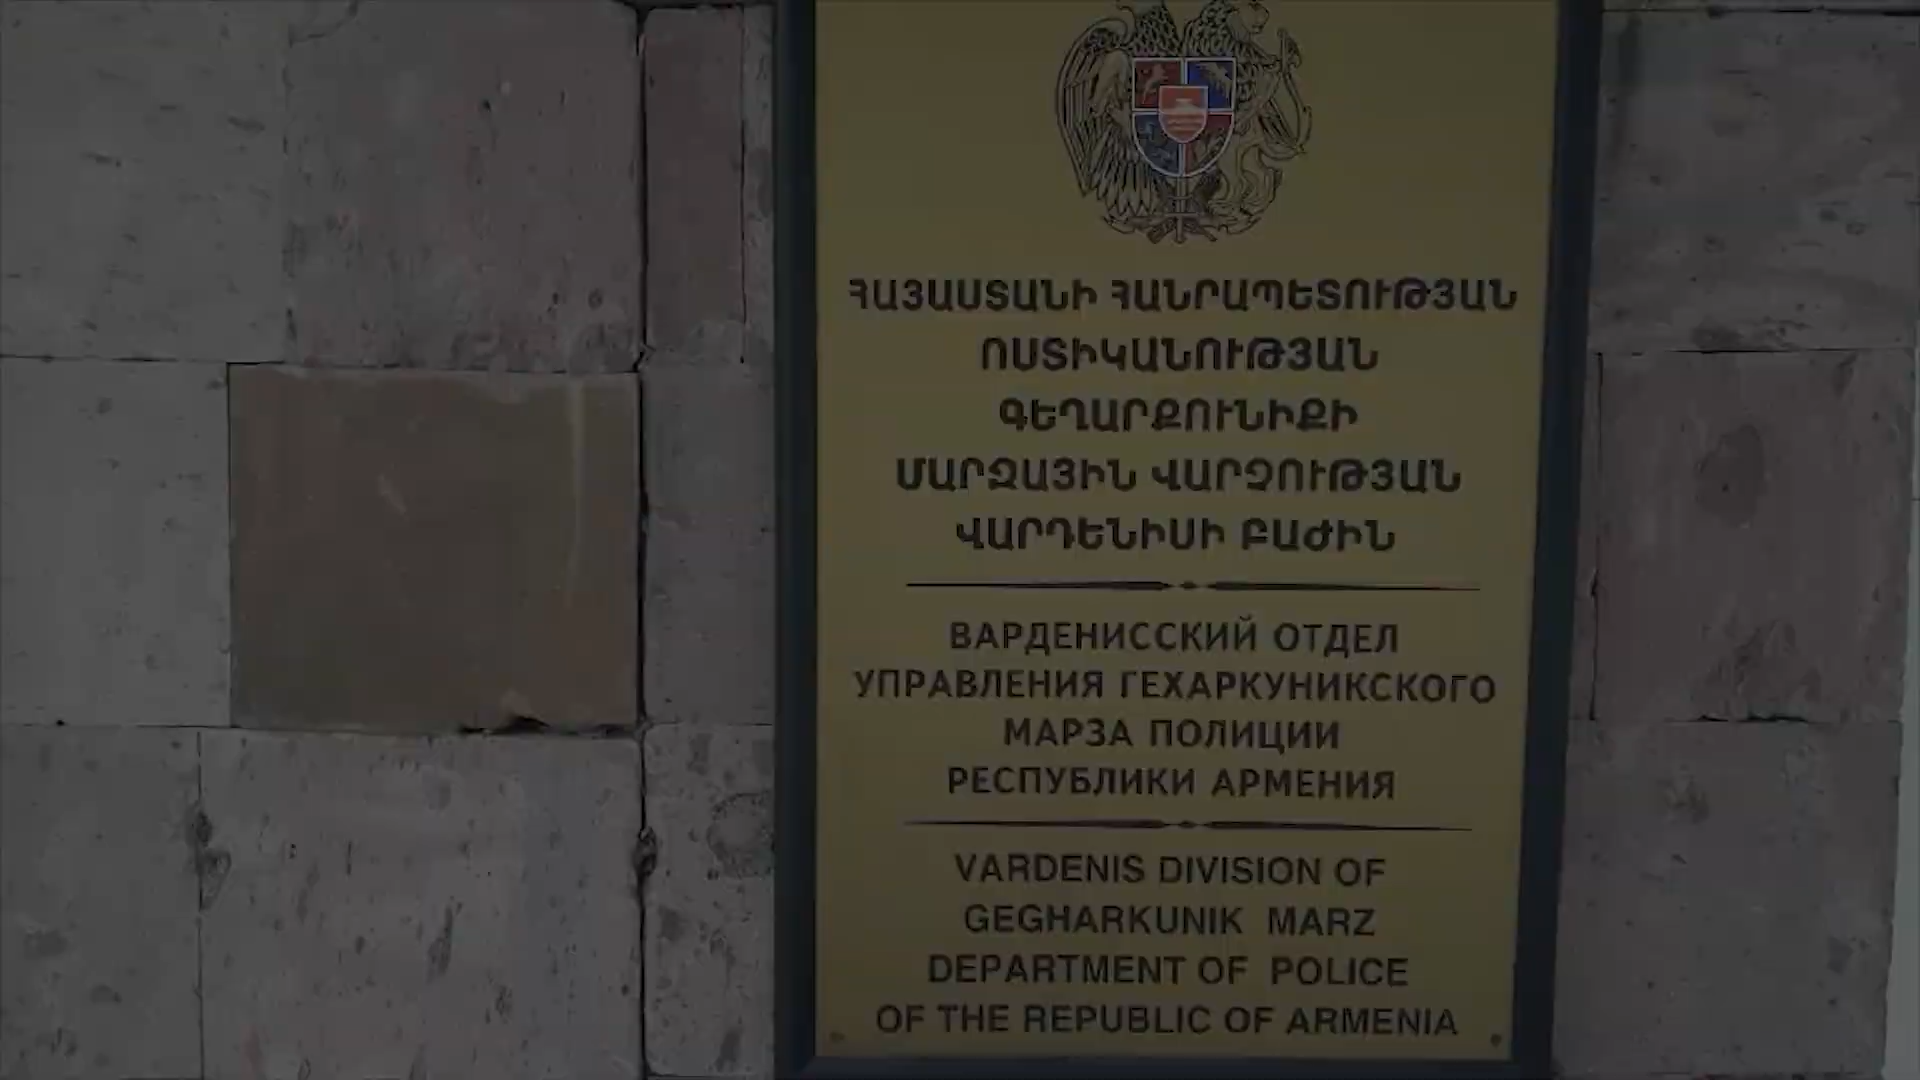 ՀԱՅԱՍՏԱՆԻ ՀԱՆՐԱՊԵՏՈՒԹՅԱՆ
ՈՍՏԻԿԱՆՈՒԹՅԱՆ
ԳԵՂԱՐՔՈՒՆԻՔԻ
ՄԱՐԶԱՅԻՆ ՎԱՐՉՈՒԹՅԱՆ
ՎԱՐԴԵՆԻՍԻ ԲԱԺԻՆ
ВАРДЕНИССКИЙ ОТДЕЛ
УПРАВЛЕНИЯ ГЕХАРКУНИКСКОГО
МАРЗА ПОЛИЦИИ
РЕСПУБЛИКИ АРМЕНИЯ
VARDENIS DIVISION OF
GEGHARKUNIK MARZ
DEPARTMENT OF POLICE
OF THE REPUBLIC OF ARMENIA